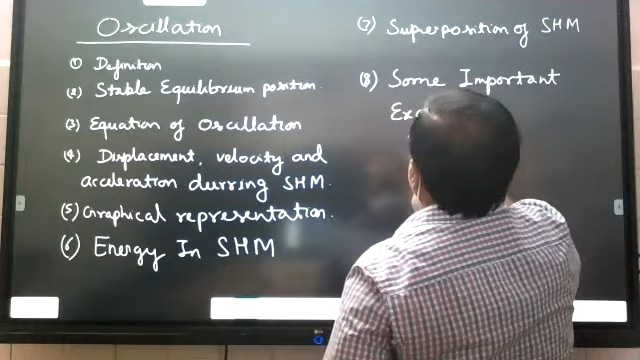 Oscillation
(1) Definition
(2) Stable Equilibrium position.
(3) Equation of Oscillation
(4) Displacement, velocity and
acceleration durring SHM.
(5) Graphical representation.
(6) Energy In SHM
(7) Superposition of SHM
(8) Some Important